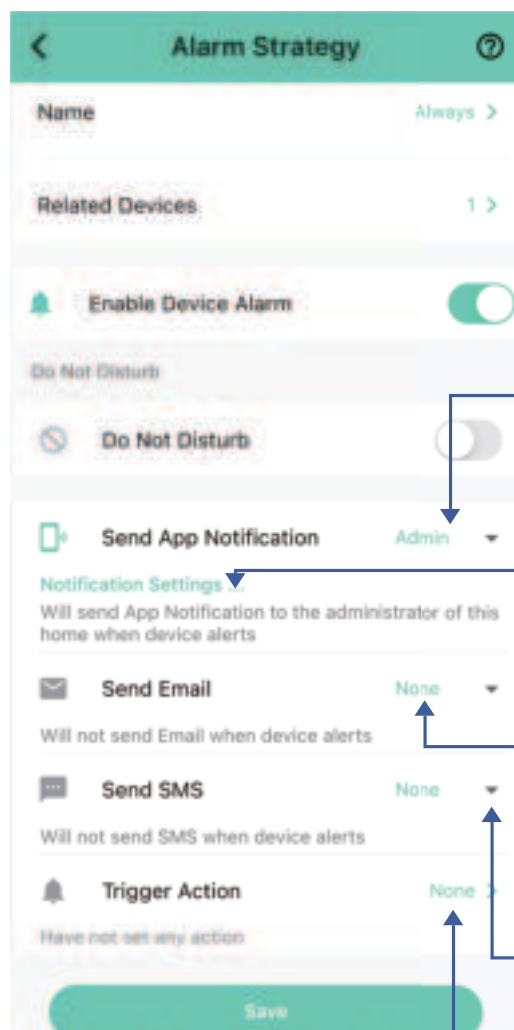 Alarm Strategy
Name Always
Related Devices 1
Enable Device Alarm
Do Not Disturb
Do Not Disturb
Send App Notification Admin
Notification Settings ...
Will send App Notification to the administrator of this
home when device alerts
Send Email None
Will not send Email when device alerts
Send SMS None
Will not send SMS when device alerts
Trigger Action None
Have not set any action
Save